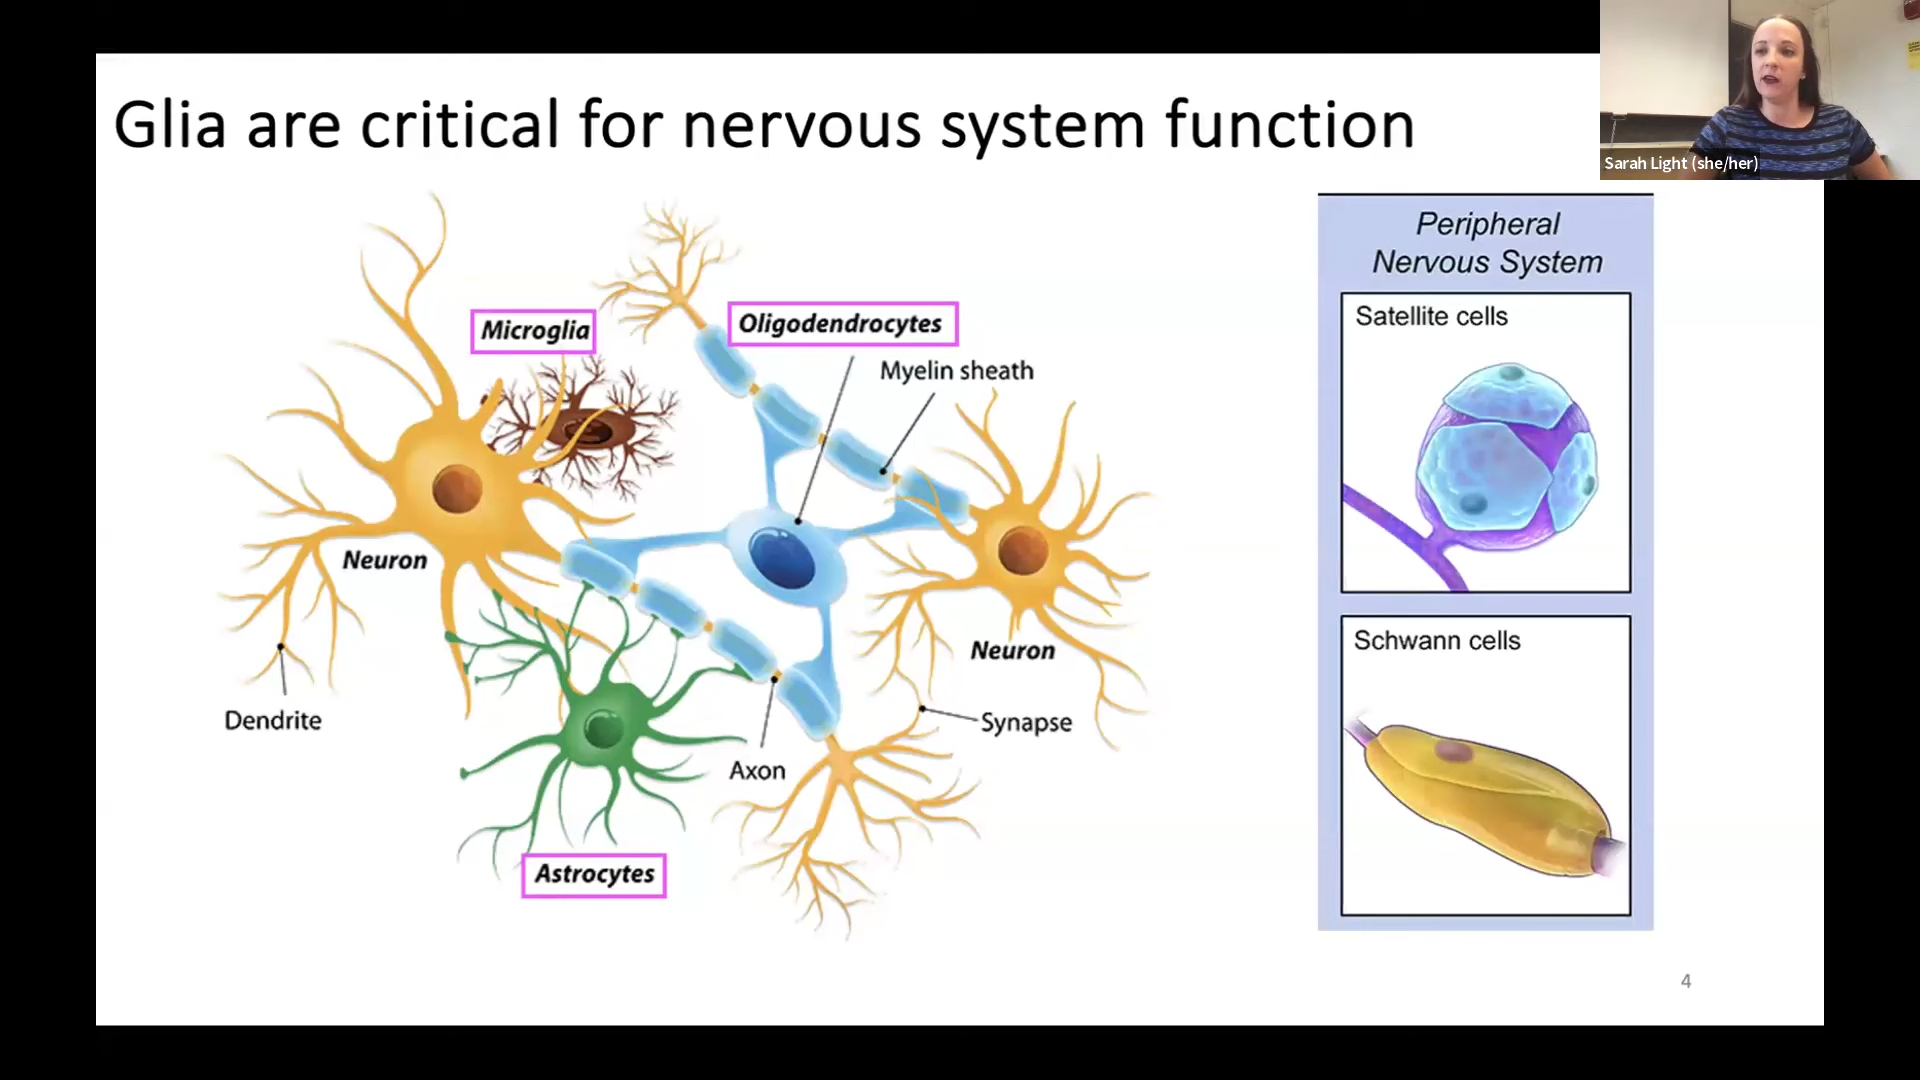 Glia are critical for nervous system function
Sarah Light (she/her)
Peripheral
Nervous System
Microglia
Oligodendrocytes
Satellite cells
Myelin sheath
Neuron
Neuron
Schwann cells
Dendrite
Synapse
Axon
Astrocytes
4